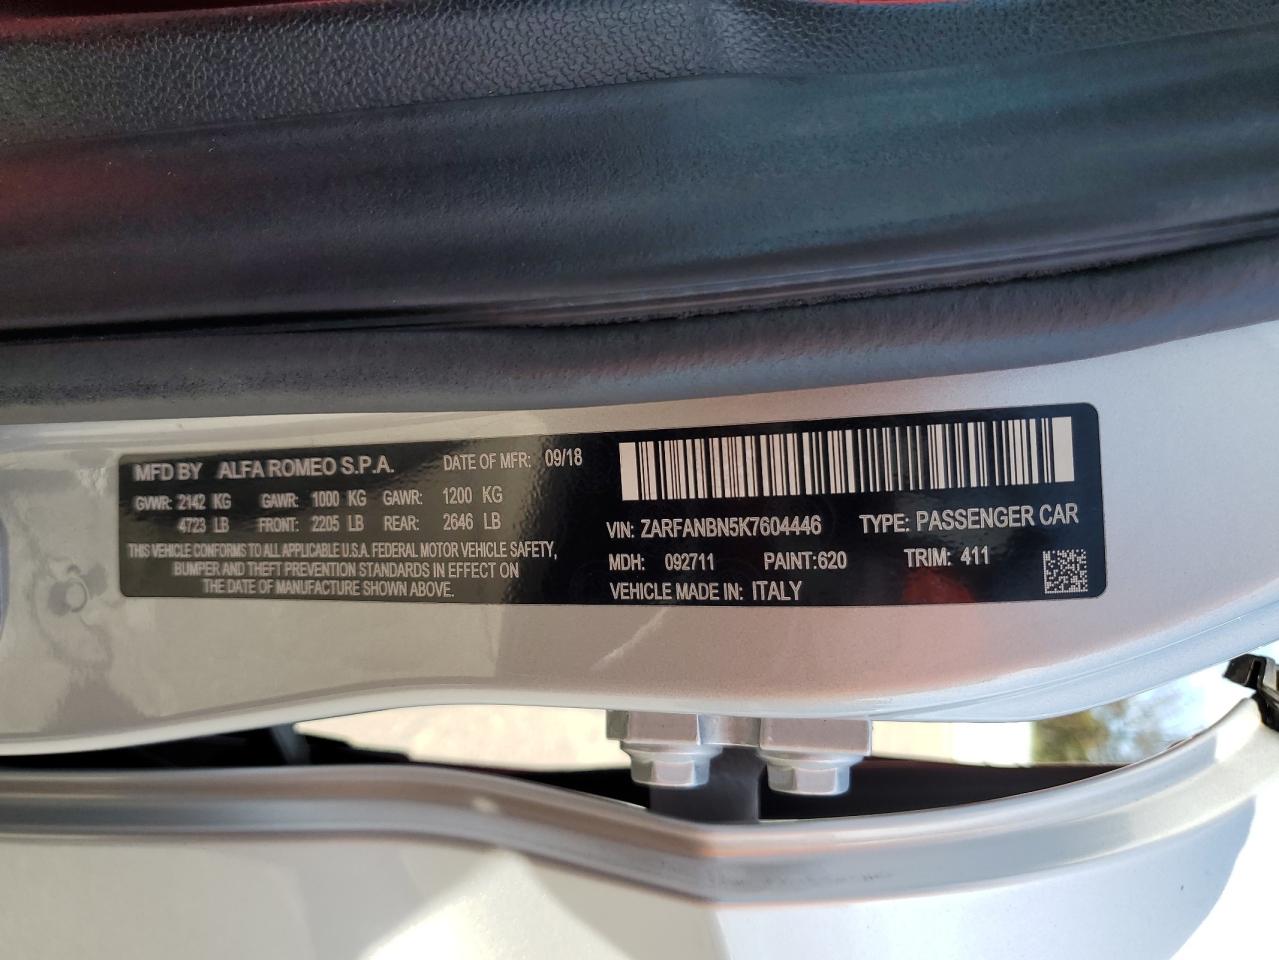 MFD BY ALFA ROMEO S.P.A. DATE OF MFR: 09/18
GVWR: 2142 KG GAWR: 1000 KG GAWR: 1200 KG
4723 LB FRONT: 2205 LB REAR: 2646 LB
THIS VEHICLE CONFORMS TO ALL APPLICABLE U.S.A. FEDERAL MOTOR VEHICLE SAFETY,
BUMPER AND THEFT PREVENTION STANDARDS IN EFFECT ON
THE DATE OF MANUFACTURE SHOWN ABOVE.
VIN: ZARFANBN5K7604446 TYPE: PASSENGER CAR
MDH: 092711 PAINT:620 TRIM: 411
VEHICLE MADE IN: ITALY